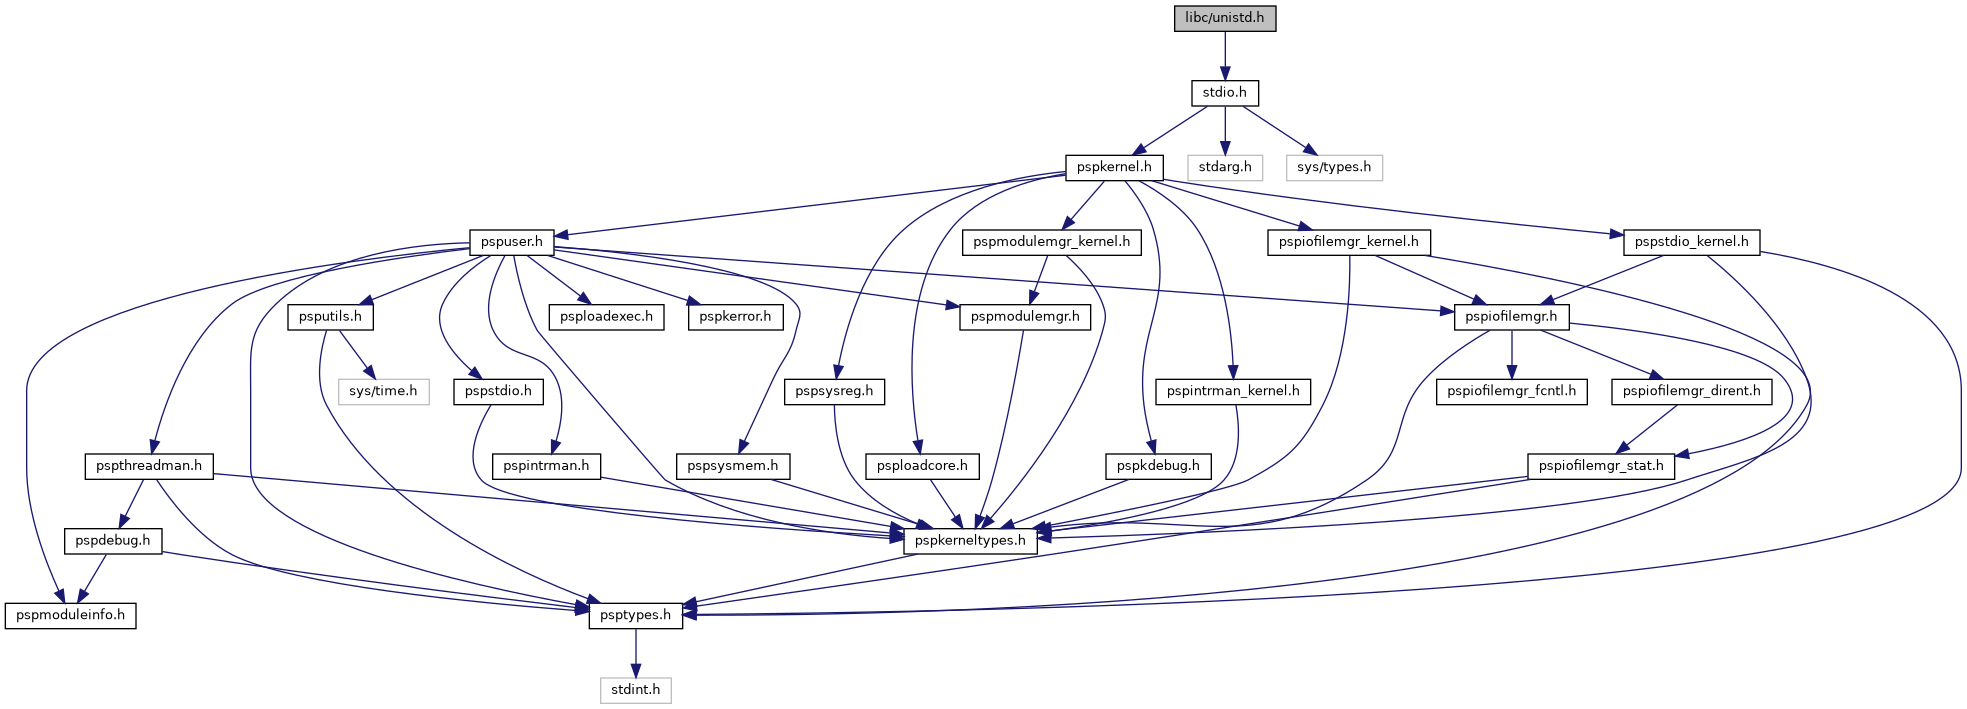 libc/unistd.h
stdio.h
pspkernel.h
stdarg.h
sys/types.h
pspuser.h
pspmodulemgr_kernel.h
pspiofilemgr_kernel.h
pspstdio_kernel.h
psputils.h
psploadexec.h
pspkerror.h
pspmodulemgr.h
pspiofilemgr.h
sys/time.h
pspstdio.h
pspsysreg.h
pspintrman_kernel.h
pspiofilemgr_fcntl.h
pspiofilemgr_dirent.h
pspthreadman.h
pspintrman.h
pspsysmem.h
psploadcore.h
pspkdebug.h
pspiofilemgr_stat.h
pspdebug.h
pspkerneltypes.h
pspmoduleinfo.h
psptypes.h
stdint.h